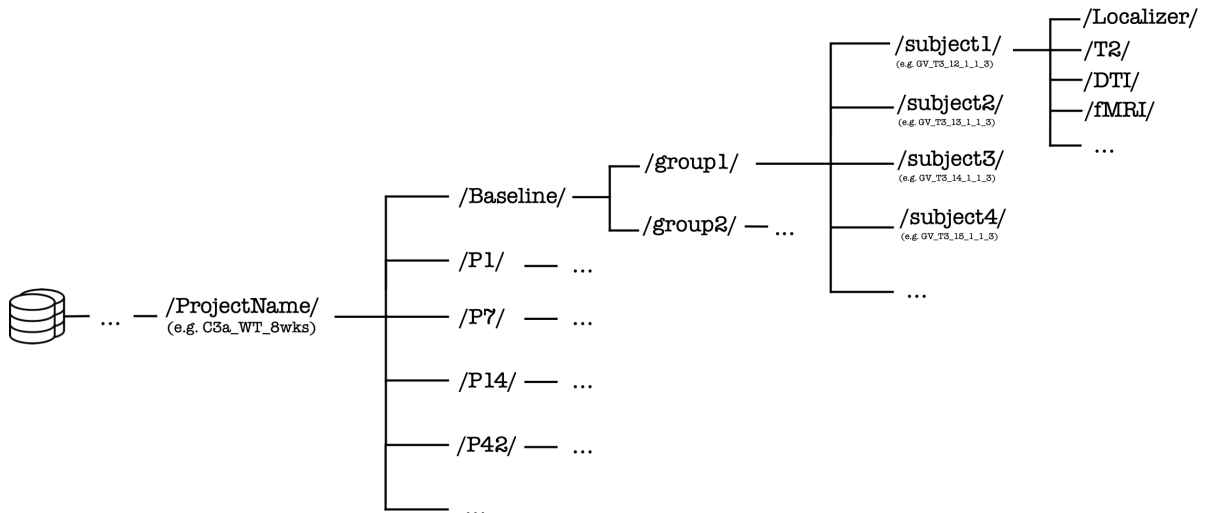 /Localizer/
/subject1/
(e.g. GV_T3_12_1_1_3)
/T2/
/DTI/
/subject2/
(e.g. GV_T3_13_1_1_3)
/fMRI/
...
/group1/
/subject3/
(e.g. GV_T3_14_1_1_3)
/Baseline/
/group2/
...
/subject4/
(e.g. GV_T3_15_1_1_3)
/P1/
...
...
...
/ProjectName/
(e.g. C3a_WT_8wks)
/P7/
...
/P14/
...
/P42/
...
...